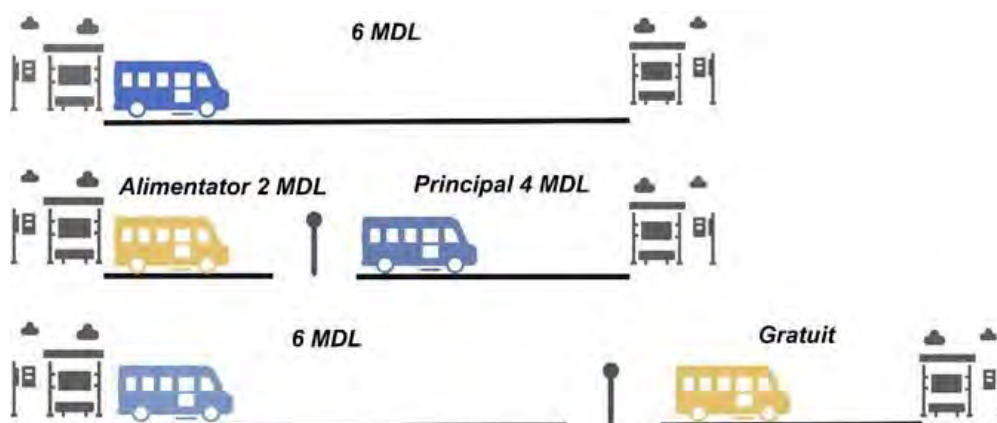 6 MDL
Alimentator 2 MDL
Principal 4 MDL
6 MDL
Gratuit